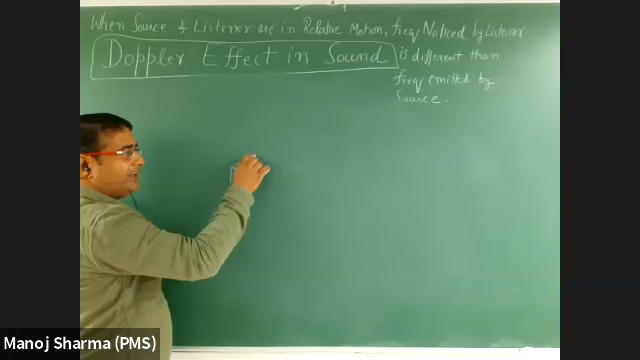 When Source & Listener are in Relative Motion, freq Noticed by Listener
Doppler Effect in Sound is different than
freq emitted by
Source.
Manoj Sharma (PMS)